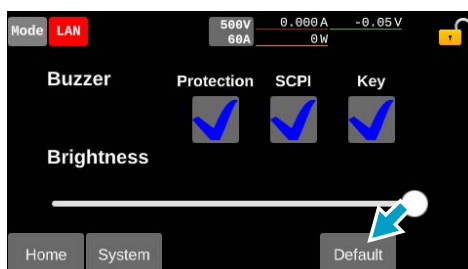 Mode LAN 500V 60A 0.000A -0.05V
0W
Buzzer Protection SCPI Key
Brightness
Home System Default